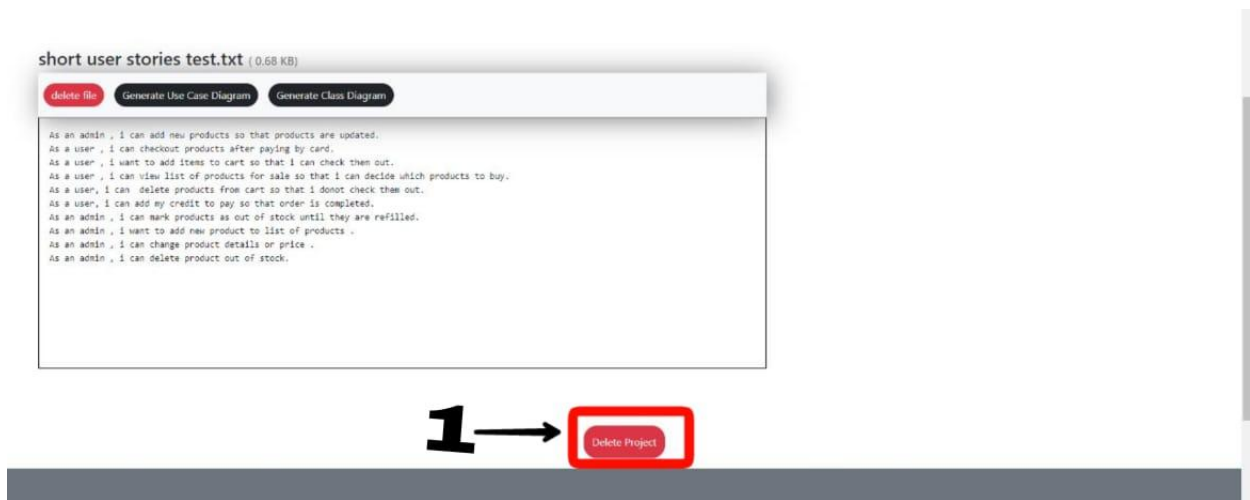 short user stories test.txt ( 0.68 KB)
delete file Generate Use Case Diagram Generate Class Diagram
As an admin , i can add new products so that products are updated.
As a user , i can checkout products after paying by card.
As a user , i want to add items to cart so that i can check them out.
As a user , i can view list of products for sale so that i can decide which products to buy.
As a user, i can  delete products from cart so that i donot check them out.
As a user, i can add my credit to pay so that order is completed.
As an admin , i can mark products as out of stock until they are refilled.
As an admin , i want to add new product to list of products .
As an admin , i can change product details or price .
As an admin , i can delete product out of stock.
1
Delete Project